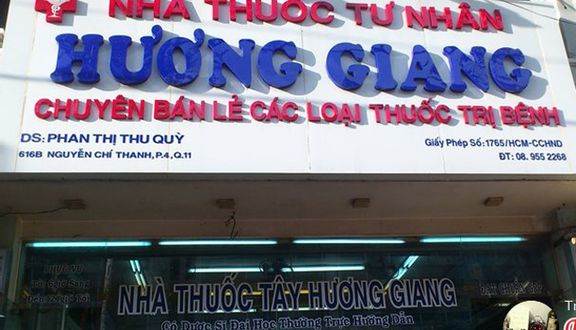 NHÀ THUỐC TƯ NHÂN
HƯƠNG GIANG
CHUYÊN BÁN LẺ CÁC LOẠI THUỐC TRỊ BỆNH
DS: PHAN THỊ THU QUỲ
616B NGUYỄN CHÍ THANH, P.4, Q.11
Giấy Phép Số: 1765/HCM-CCHND
ĐT: 08. 955 2268
PHỤC VỤ
NHÀ THUỐC TÂY HƯƠNG GIANG
Có Dược Sĩ Đại Học Thường Trực Hướng Dẫn